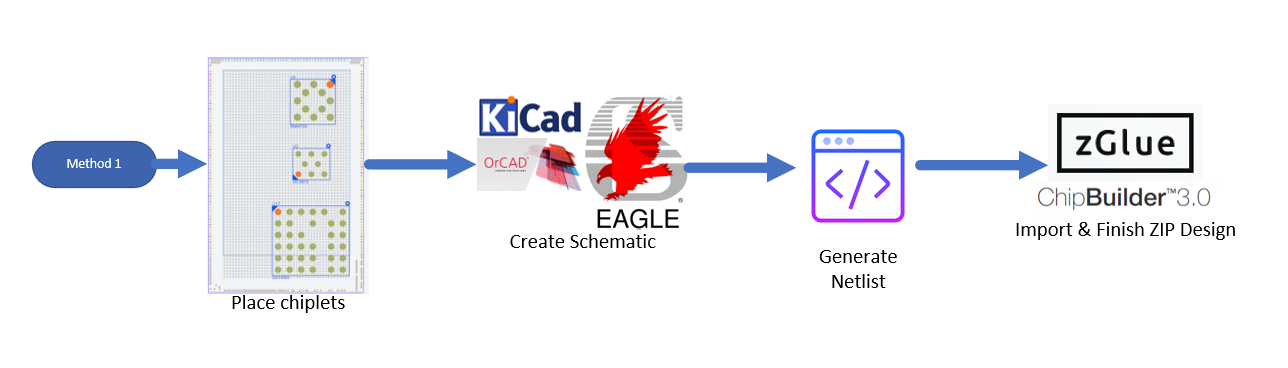 Method 1
Place chiplets
KiCad
OrCAD
EAGLE
Create Schematic
</>
Generate
Netlist
zGlue
ChipBuilder™3.0
Import & Finish ZIP Design